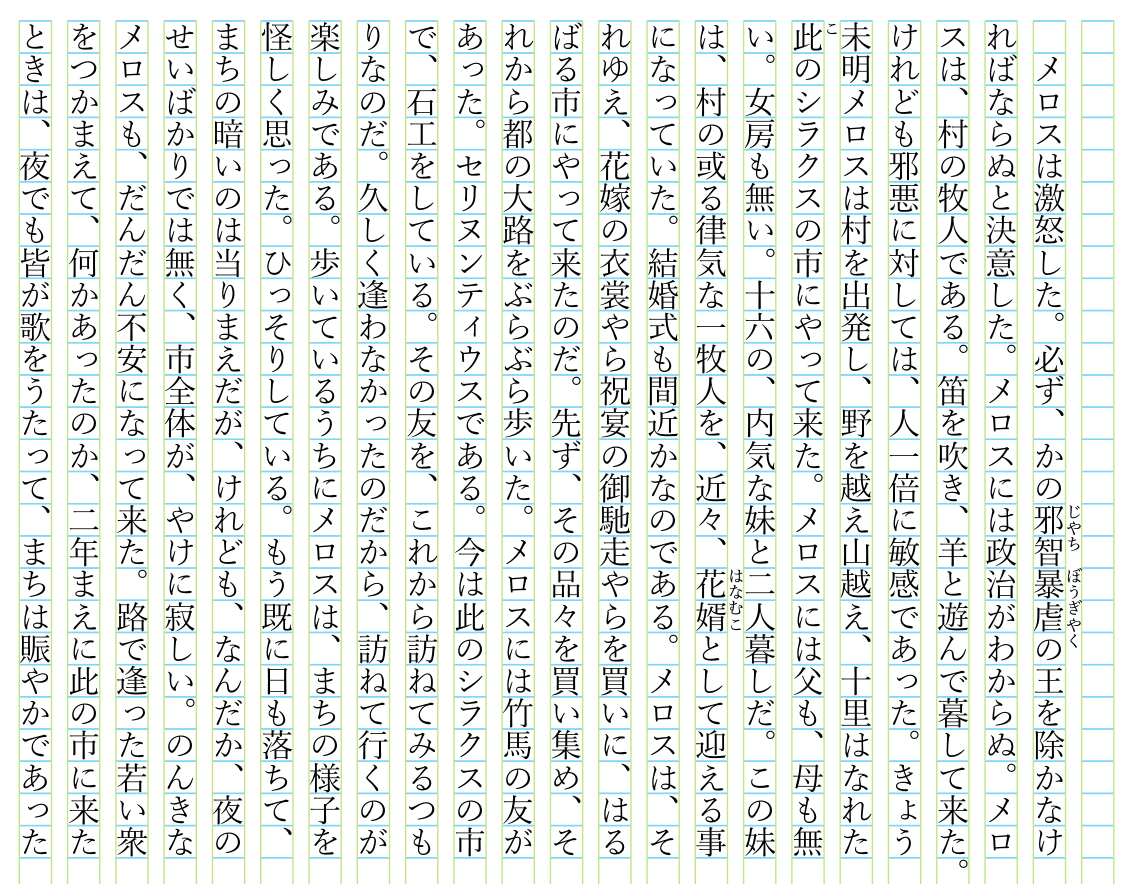 メロスは激怒した。必ず、かの邪智暴虐の王を除かなけ
じゃち
ぼうぎゃく
ればならぬと決意した。メロスには政治がわからぬ。メロ
スは、村の牧人である。笛を吹き、羊と遊んで暮して来た。
けれども邪悪に対しては、人一倍に敏感であった。きょう
未明メロスは村を出発し、野を越え山越え、十里はなれた
此のシラクスの市にやって来た。メロスには父も、母も無
こ
い。女房も無い。十六の、内気な妹と二人暮しだ。この妹
は、村の或る律気な一牧人を、近々、花婿として迎える事
はなむこ
になっていた。結婚式も間近かなのである。メロスは、そ
れゆえ、花嫁の衣裳やら祝宴の御馳走やらを買いに、はる
ばる市にやって来たのだ。先ず、その品々を買い集め、そ
れから都の大路をぶらぶら歩いた。メロスには竹馬の友が
あった。セリヌンティウスである。今は此のシラクスの市
で、石工をしている。その友を、これから訪ねてみるつも
りなのだ。久しく逢わなかったのだから、訪ねて行くのが
楽しみである。歩いているうちにメロスは、まちの様子を
怪しく思った。ひっそりしている。もう既に日も落ちて、
まちの暗いのは当りまえだが、けれども、なんだか、夜の
せいばかりでは無く、市全体が、やけに寂しい。のんきな
メロスも、だんだん不安になって来た。路で逢った若い衆
をつかまえて、何かあったのか、二年まえに此の市に来た
ときは、夜でも皆が歌をうたって、まちは賑やかであった